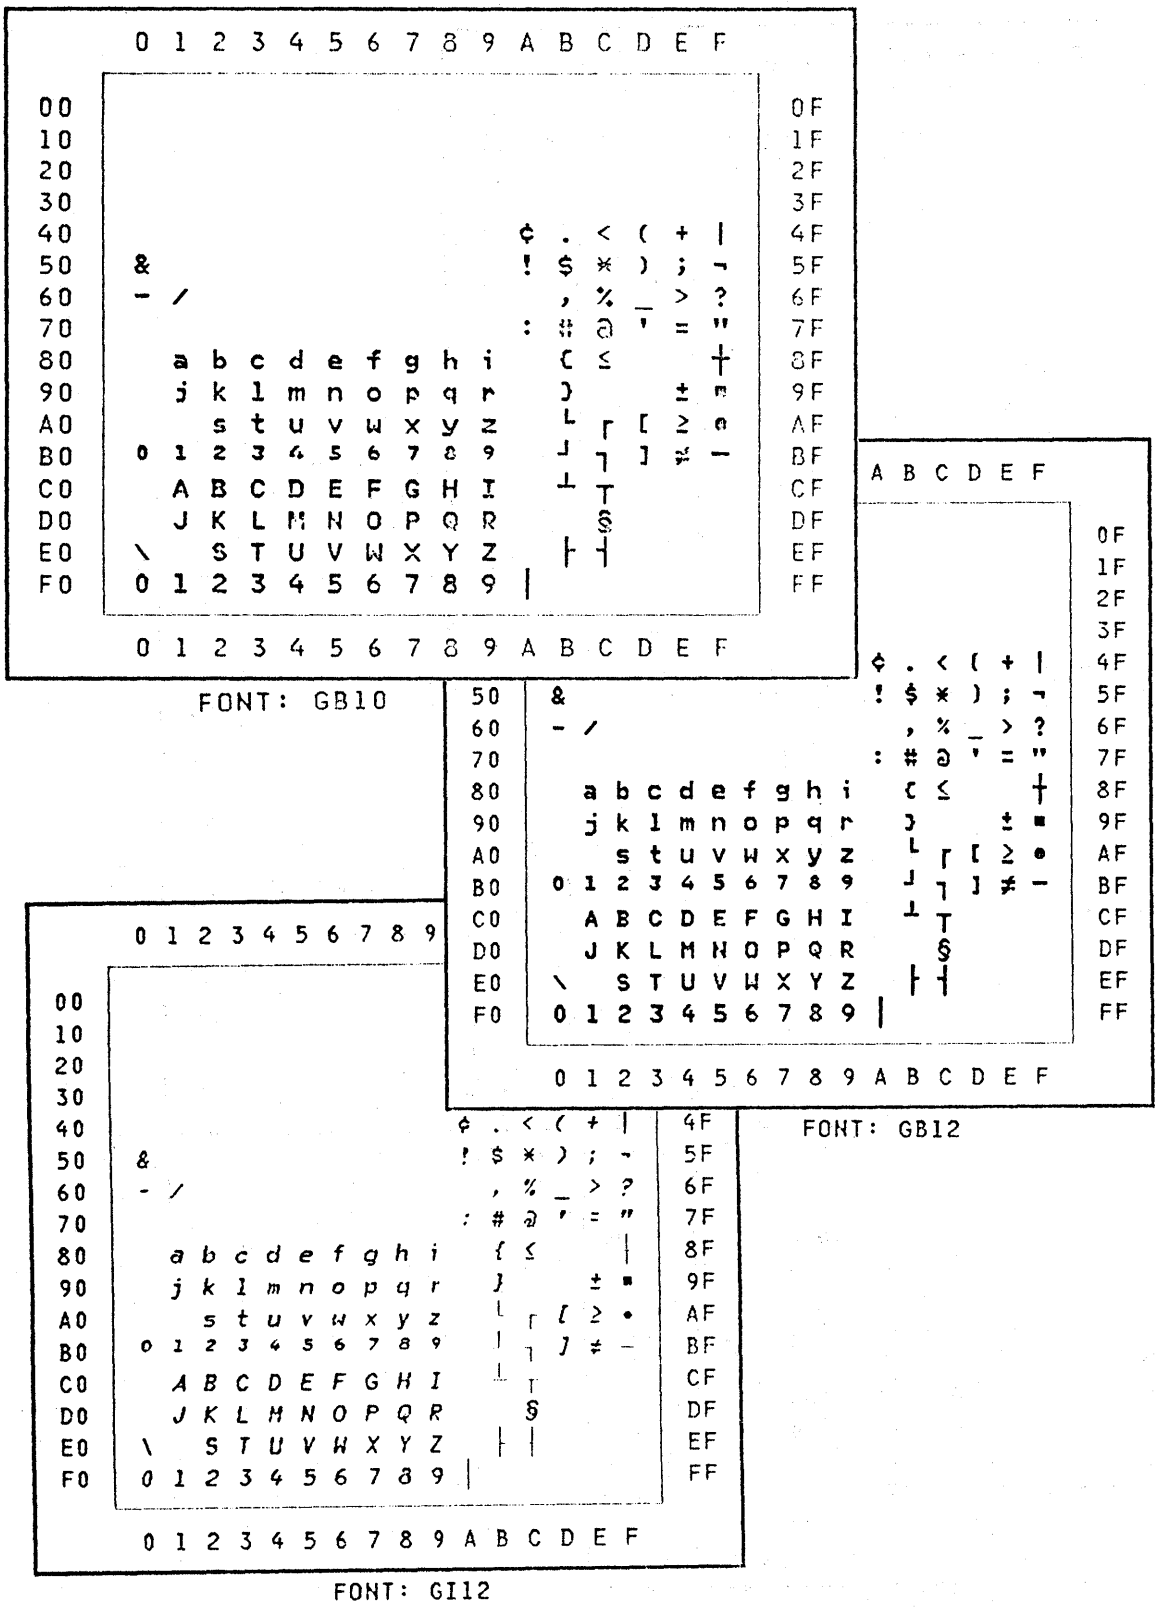 0 1 2 3 4 5 6 7 8 9 A B C D E F
00 0F
10 1F
20 2F
30 3F
40 ¢ . < ( + | 4F
50 & ! $ * ) ; ¬ 5F
60 - / , % _ > ? 6F
70 : # @ ' = " 7F
80 a b c d e f g h i { ≤ ┼ 8F
90 j k l m n o p q r } ± ■ 9F
A0 s t u v w x y z └ ┌ [ ≥ ● AF
B0 0 1 2 3 4 5 6 7 8 9 ┘ ┐ ] ≠ — BF
C0 A B C D E F G H I ┴ ┬ CF
D0 J K L M N O P Q R § DF
E0 \ S T U V W X Y Z ├ ┤ EF
F0 0 1 2 3 4 5 6 7 8 9 | FF
0 1 2 3 4 5 6 7 8 9 A B C D E F
FONT: GB10
A B C D E F
0F
1F
2F
3F
¢ . < ( + | 4F
50 & ! $ * ) ; ¬ 5F
60 - / , % _ > ? 6F
70 : # @ ' = " 7F
80 a b c d e f g h i { ≤ ┼ 8F
90 j k l m n o p q r } ± ■ 9F
A0 s t u v w x y z └ ┌ [ ≥ ● AF
B0 0 1 2 3 4 5 6 7 8 9 ┘ ┐ ] ≠ — BF
C0 A B C D E F G H I ┴ ┬ CF
D0 J K L M N O P Q R § DF
E0 \ S T U V W X Y Z ├ ┤ EF
F0 0 1 2 3 4 5 6 7 8 9 | FF
0 1 2 3 4 5 6 7 8 9 A B C D E F
FONT: GB12
0 1 2 3 4 5 6 7 8 9
00
10
20
30
40 ¢ . < ( + | 4F
50 & ! $ * ) ; ¬ 5F
60 - / , % _ > ? 6F
70 : # @ ' = " 7F
80 a b c d e f g h i { ≤ | 8F
90 j k l m n o p q r } ± ■ 9F
A0 s t u v w x y z └ ┌ [ ≥ ● AF
B0 0 1 2 3 4 5 6 7 8 9 ┘ ┐ ] ≠ — BF
C0 A B C D E F G H I ┴ ┬ CF
D0 J K L M N O P Q R § DF
E0 \ S T U V W X Y Z ├ ┤ EF
F0 0 1 2 3 4 5 6 7 8 9 | FF
0 1 2 3 4 5 6 7 8 9 A B C D E F
FONT: GI12